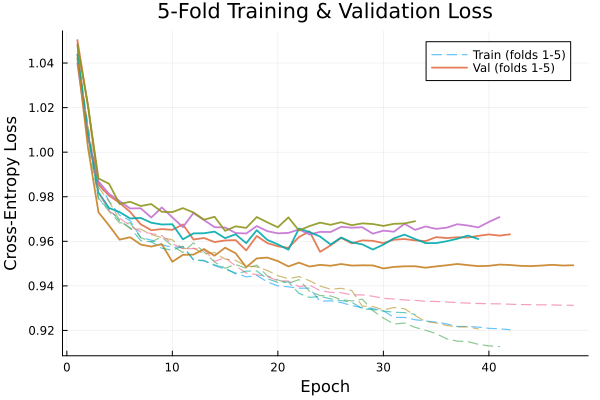 5-Fold Training & Validation Loss
Train (folds 1-5)
Val (folds 1-5)
Cross-Entropy Loss
1.04
1.02
1.00
0.98
0.96
0.94
0.92
0 10 20 30 40
Epoch